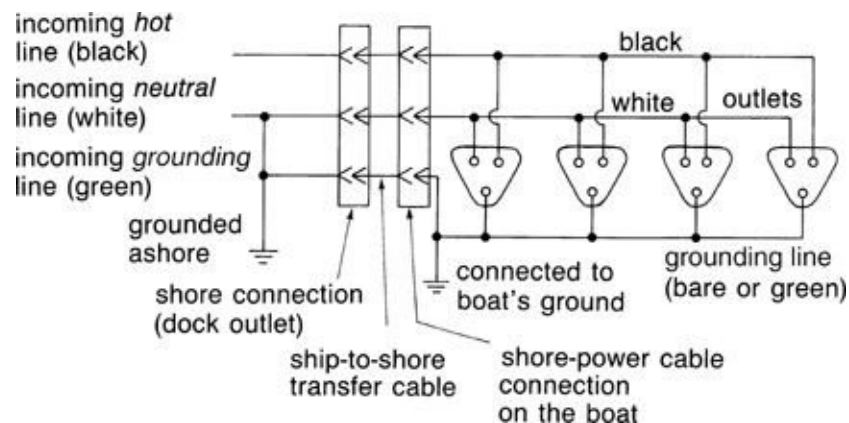 incoming hot
line (black)
incoming neutral
line (white)
incoming grounding
line (green)
grounded
ashore
shore connection
(dock outlet)
ship-to-shore
transfer cable
shore-power cable
connection
on the boat
connected to
boat's ground
black
white
outlets
grounding line
(bare or green)